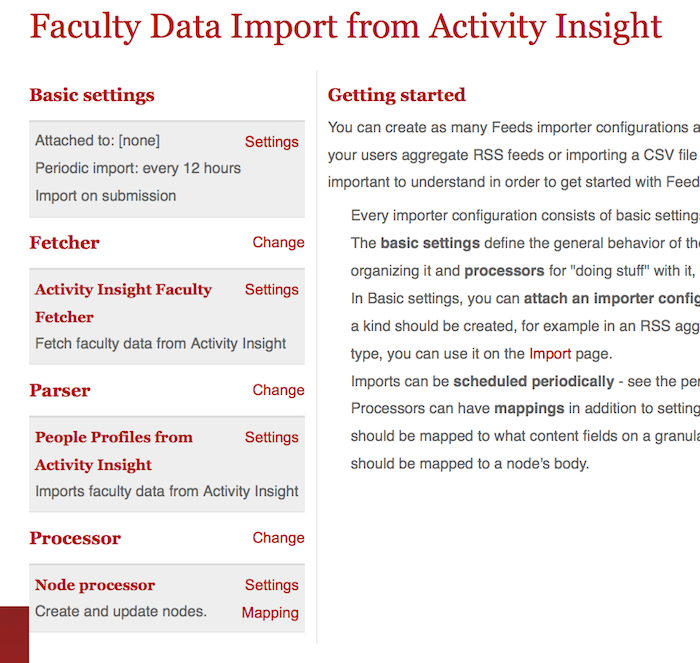 Faculty Data Import from Activity Insight
Basic settings
Attached to: [none] Settings
Periodic import: every 12 hours
Import on submission
Fetcher Change
Activity Insight Faculty Settings
Fetcher
Fetch faculty data from Activity Insight
Parser Change
People Profiles from Settings
Activity Insight
Imports faculty data from Activity Insight
Processor Change
Node processor Settings
Create and update nodes. Mapping
Getting started
You can create as many Feeds importer configurations a
your users aggregate RSS feeds or importing a CSV file
important to understand in order to get started with Feed
Every importer configuration consists of basic setting
The basic settings define the general behavior of the
organizing it and processors for "doing stuff" with it,
In Basic settings, you can attach an importer config
a kind should be created, for example in an RSS agg
type, you can use it on the Import page.
Imports can be scheduled periodically - see the per
Processors can have mappings in addition to setting
should be mapped to what content fields on a granula
should be mapped to a node's body.